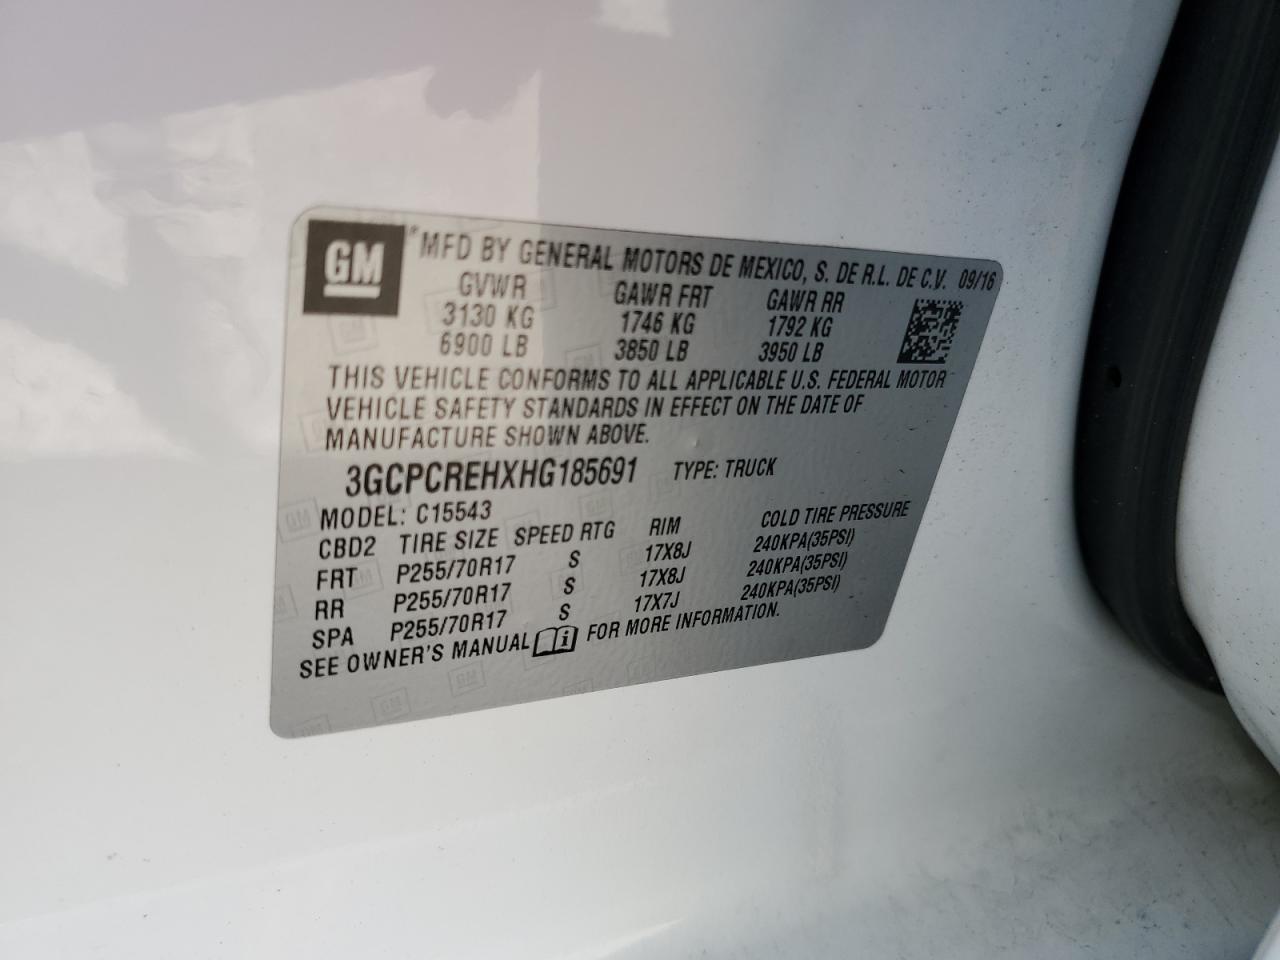 GM ® MFD BY GENERAL MOTORS DE MEXICO, S. DE R.L. DE C.V. 09/16
GVWR GAWR FRT GAWR RR
3130 KG 1746 KG 1792 KG
6900 LB 3850 LB 3950 LB
THIS VEHICLE CONFORMS TO ALL APPLICABLE U.S. FEDERAL MOTOR
VEHICLE SAFETY STANDARDS IN EFFECT ON THE DATE OF
MANUFACTURE SHOWN ABOVE.
3GCPCREHXHG185691 TYPE: TRUCK
MODEL: C15543
CBD2 TIRE SIZE SPEED RTG RIM COLD TIRE PRESSURE
FRT P255/70R17 S 17X8J 240KPA(35PSI)
RR P255/70R17 S 17X8J 240KPA(35PSI)
SPA P255/70R17 S 17X7J 240KPA(35PSI)
SEE OWNER'S MANUAL i FOR MORE INFORMATION.